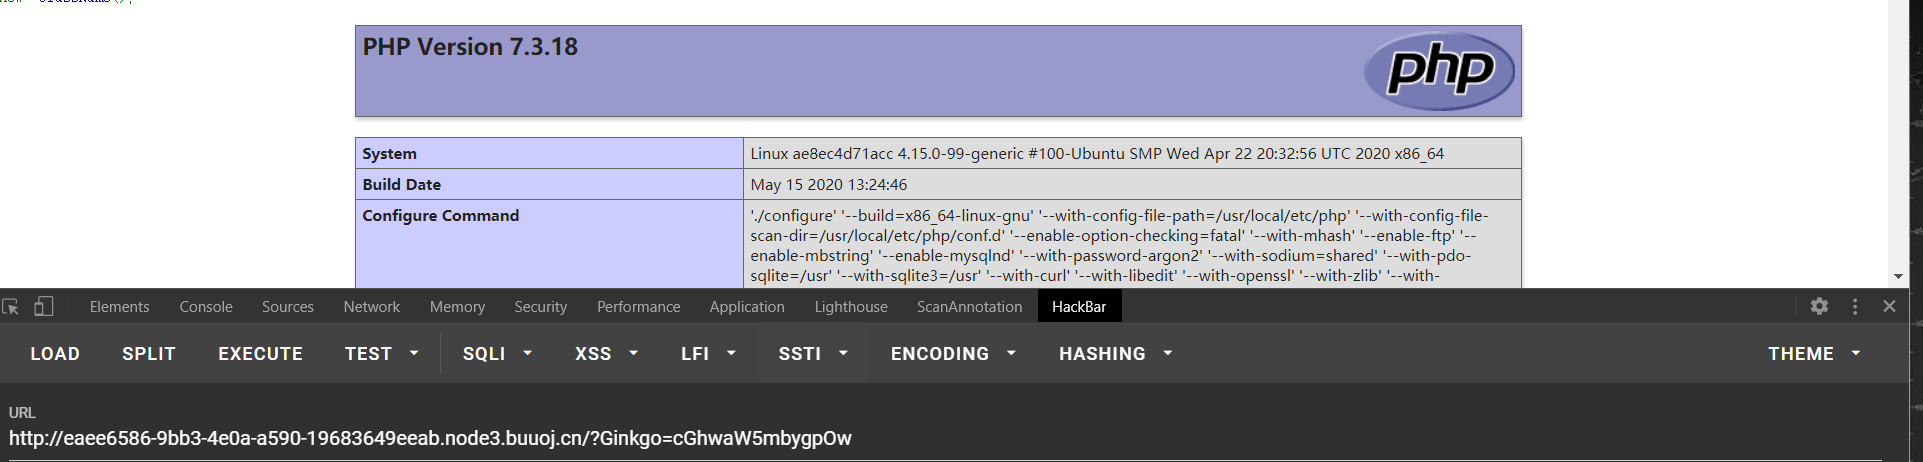 PHP Version 7.3.18
php
System Linux ae8ec4d71acc 4.15.0-99-generic #100-Ubuntu SMP Wed Apr 22 20:32:56 UTC 2020 x86_64
Build Date May 15 2020 13:24:46
Configure Command './configure' '--build=x86_64-linux-gnu' '--with-config-file-path=/usr/local/etc/php' '--with-config-file-
scan-dir=/usr/local/etc/php/conf.d' '--enable-option-checking=fatal' '--with-mhash' '--enable-ftp' '--
enable-mbstring' '--enable-mysqlnd' '--with-password-argon2' '--with-sodium=shared' '--with-pdo-
sqlite=/usr' '--with-sqlite3=/usr' '--with-curl' '--with-libedit' '--with-openssl' '--with-zlib' '--with-
Elements Console Sources Network Memory Security Performance Application Lighthouse ScanAnnotation HackBar
LOAD SPLIT EXECUTE TEST SQLI XSS LFI SSTI ENCODING HASHING THEME
URL
http://eaee6586-9bb3-4e0a-a590-19683649eeab.node3.buuoj.cn/?Ginkgo=cGhwaW5mbygpOw